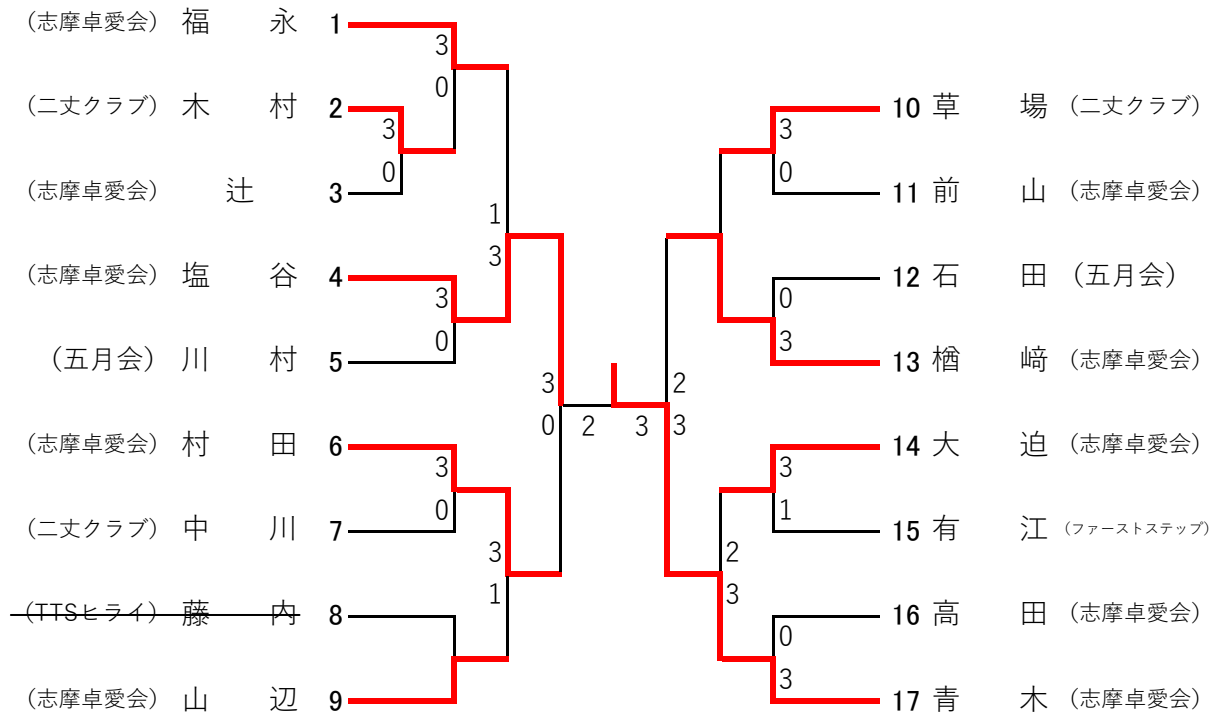 (志摩卓愛会) 福 永 1
3
0
(二丈クラブ) 木 村 2
3
0
(志摩卓愛会) 辻 3
1
3
(志摩卓愛会) 塩 谷 4
3
0
(五月会) 川 村 5
3
0
(志摩卓愛会) 村 田 6
3
0
(二丈クラブ) 中 川 7
3
1
(TTSヒライ) 藤 内 8
(志摩卓愛会) 山 辺 9
2 3
10 草 場 (二丈クラブ)
3
0
11 前 山 (志摩卓愛会)
12 石 田 (五月会)
0
3
13 楢 﨑 (志摩卓愛会)
2
3
14 大 迫 (志摩卓愛会)
3
1
15 有 江 (ファーストステップ)
2
3
16 高 田 (志摩卓愛会)
0
3
17 青 木 (志摩卓愛会)